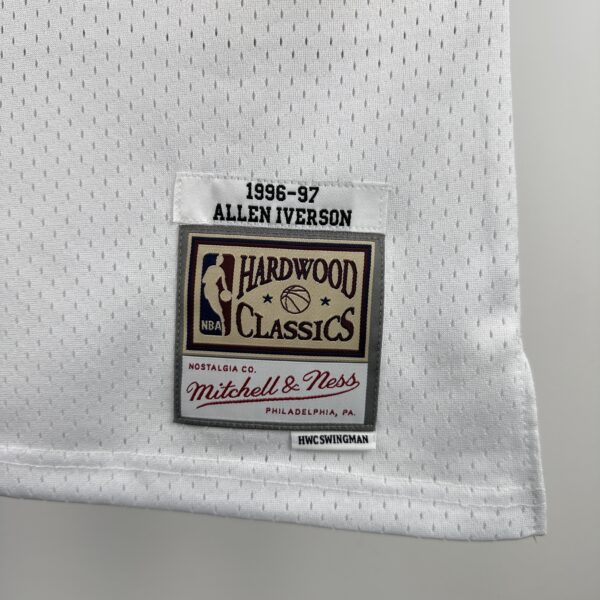 1996-97
ALLEN IVERSON
HARDWOOD
CLASSICS
NBA
NOSTALGIA CO.
Mitchell & Ness
PHILADELPHIA, PA.
HWC SWINGMAN